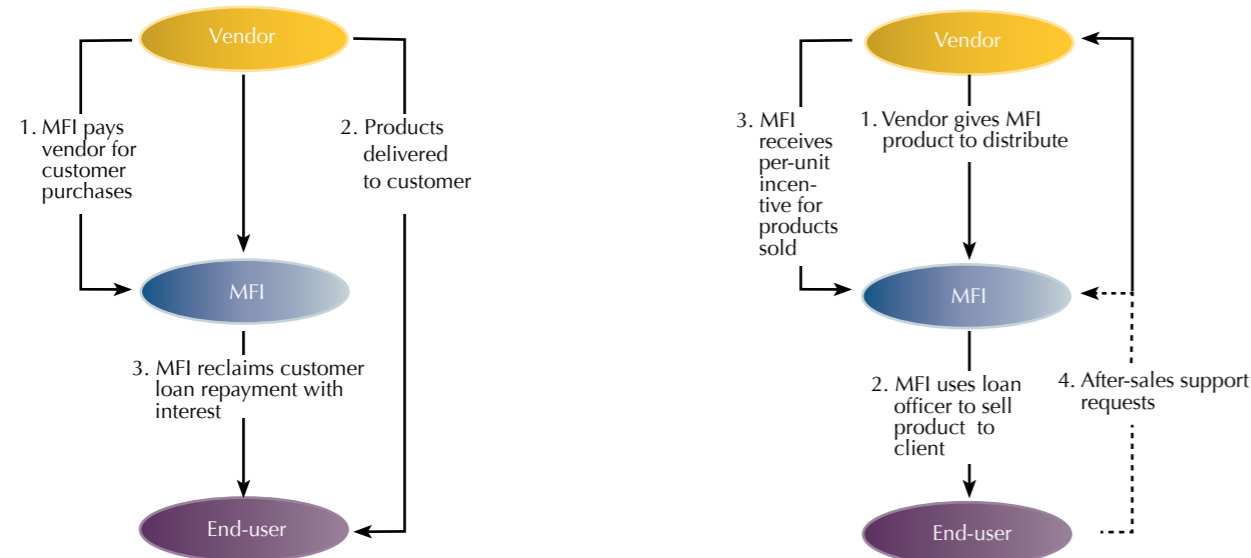 Vendor
1. MFI pays
vendor for
customer
purchases
2. Products
delivered
to customer
MFI
3. MFI reclaims customer
loan repayment with
interest
End-user
Vendor
3. MFI
receives
per-unit
incen-
tive for
products
sold
1. Vendor gives MFI
product to distribute
MFI
2. MFI uses loan
officer to sell
product to
client
4. After-sales support
requests
End-user